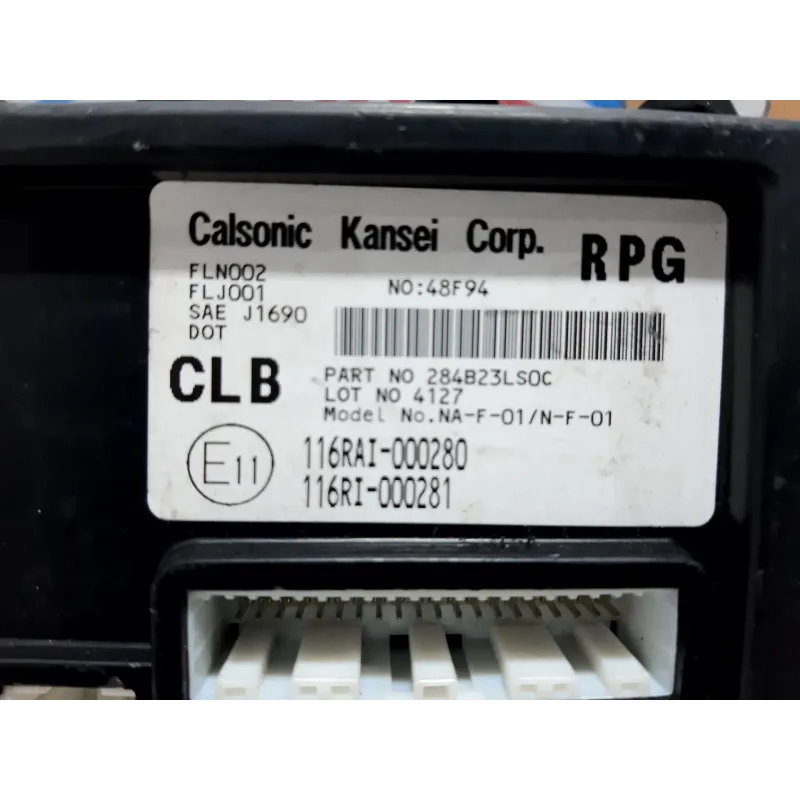 Calsonic Kansei Corp. RPG
FLN002
FLJ001 NO:48F94
SAE J1690
DOT
CLB PART NO 284B23LS0C
LOT NO 4127
Model No.NA-F-01/N-F-01
E11 116RAI-000280
116RI-000281